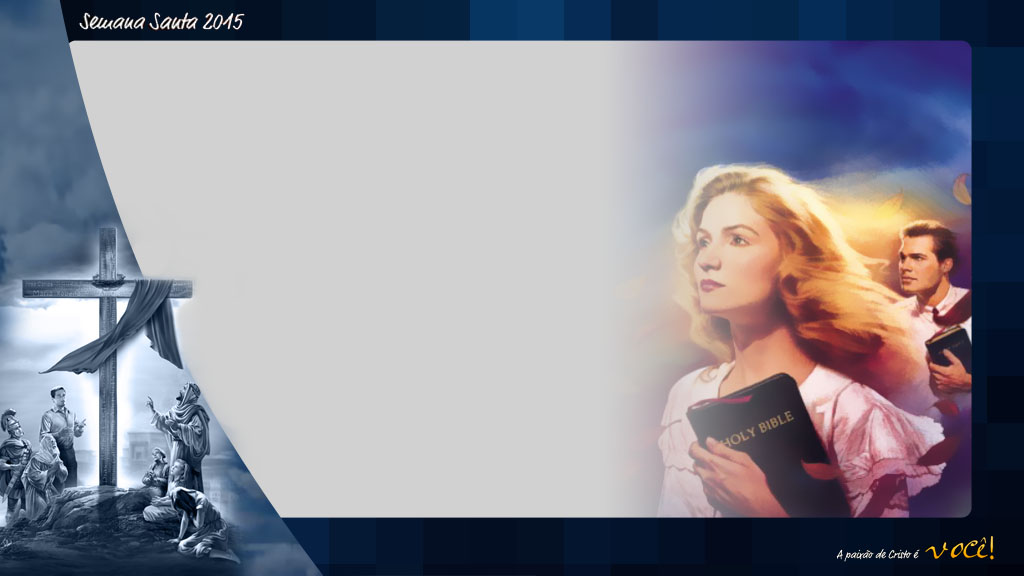 Semana Santa 2015
HOLY BIBLE
A paixão de Cristo é você!